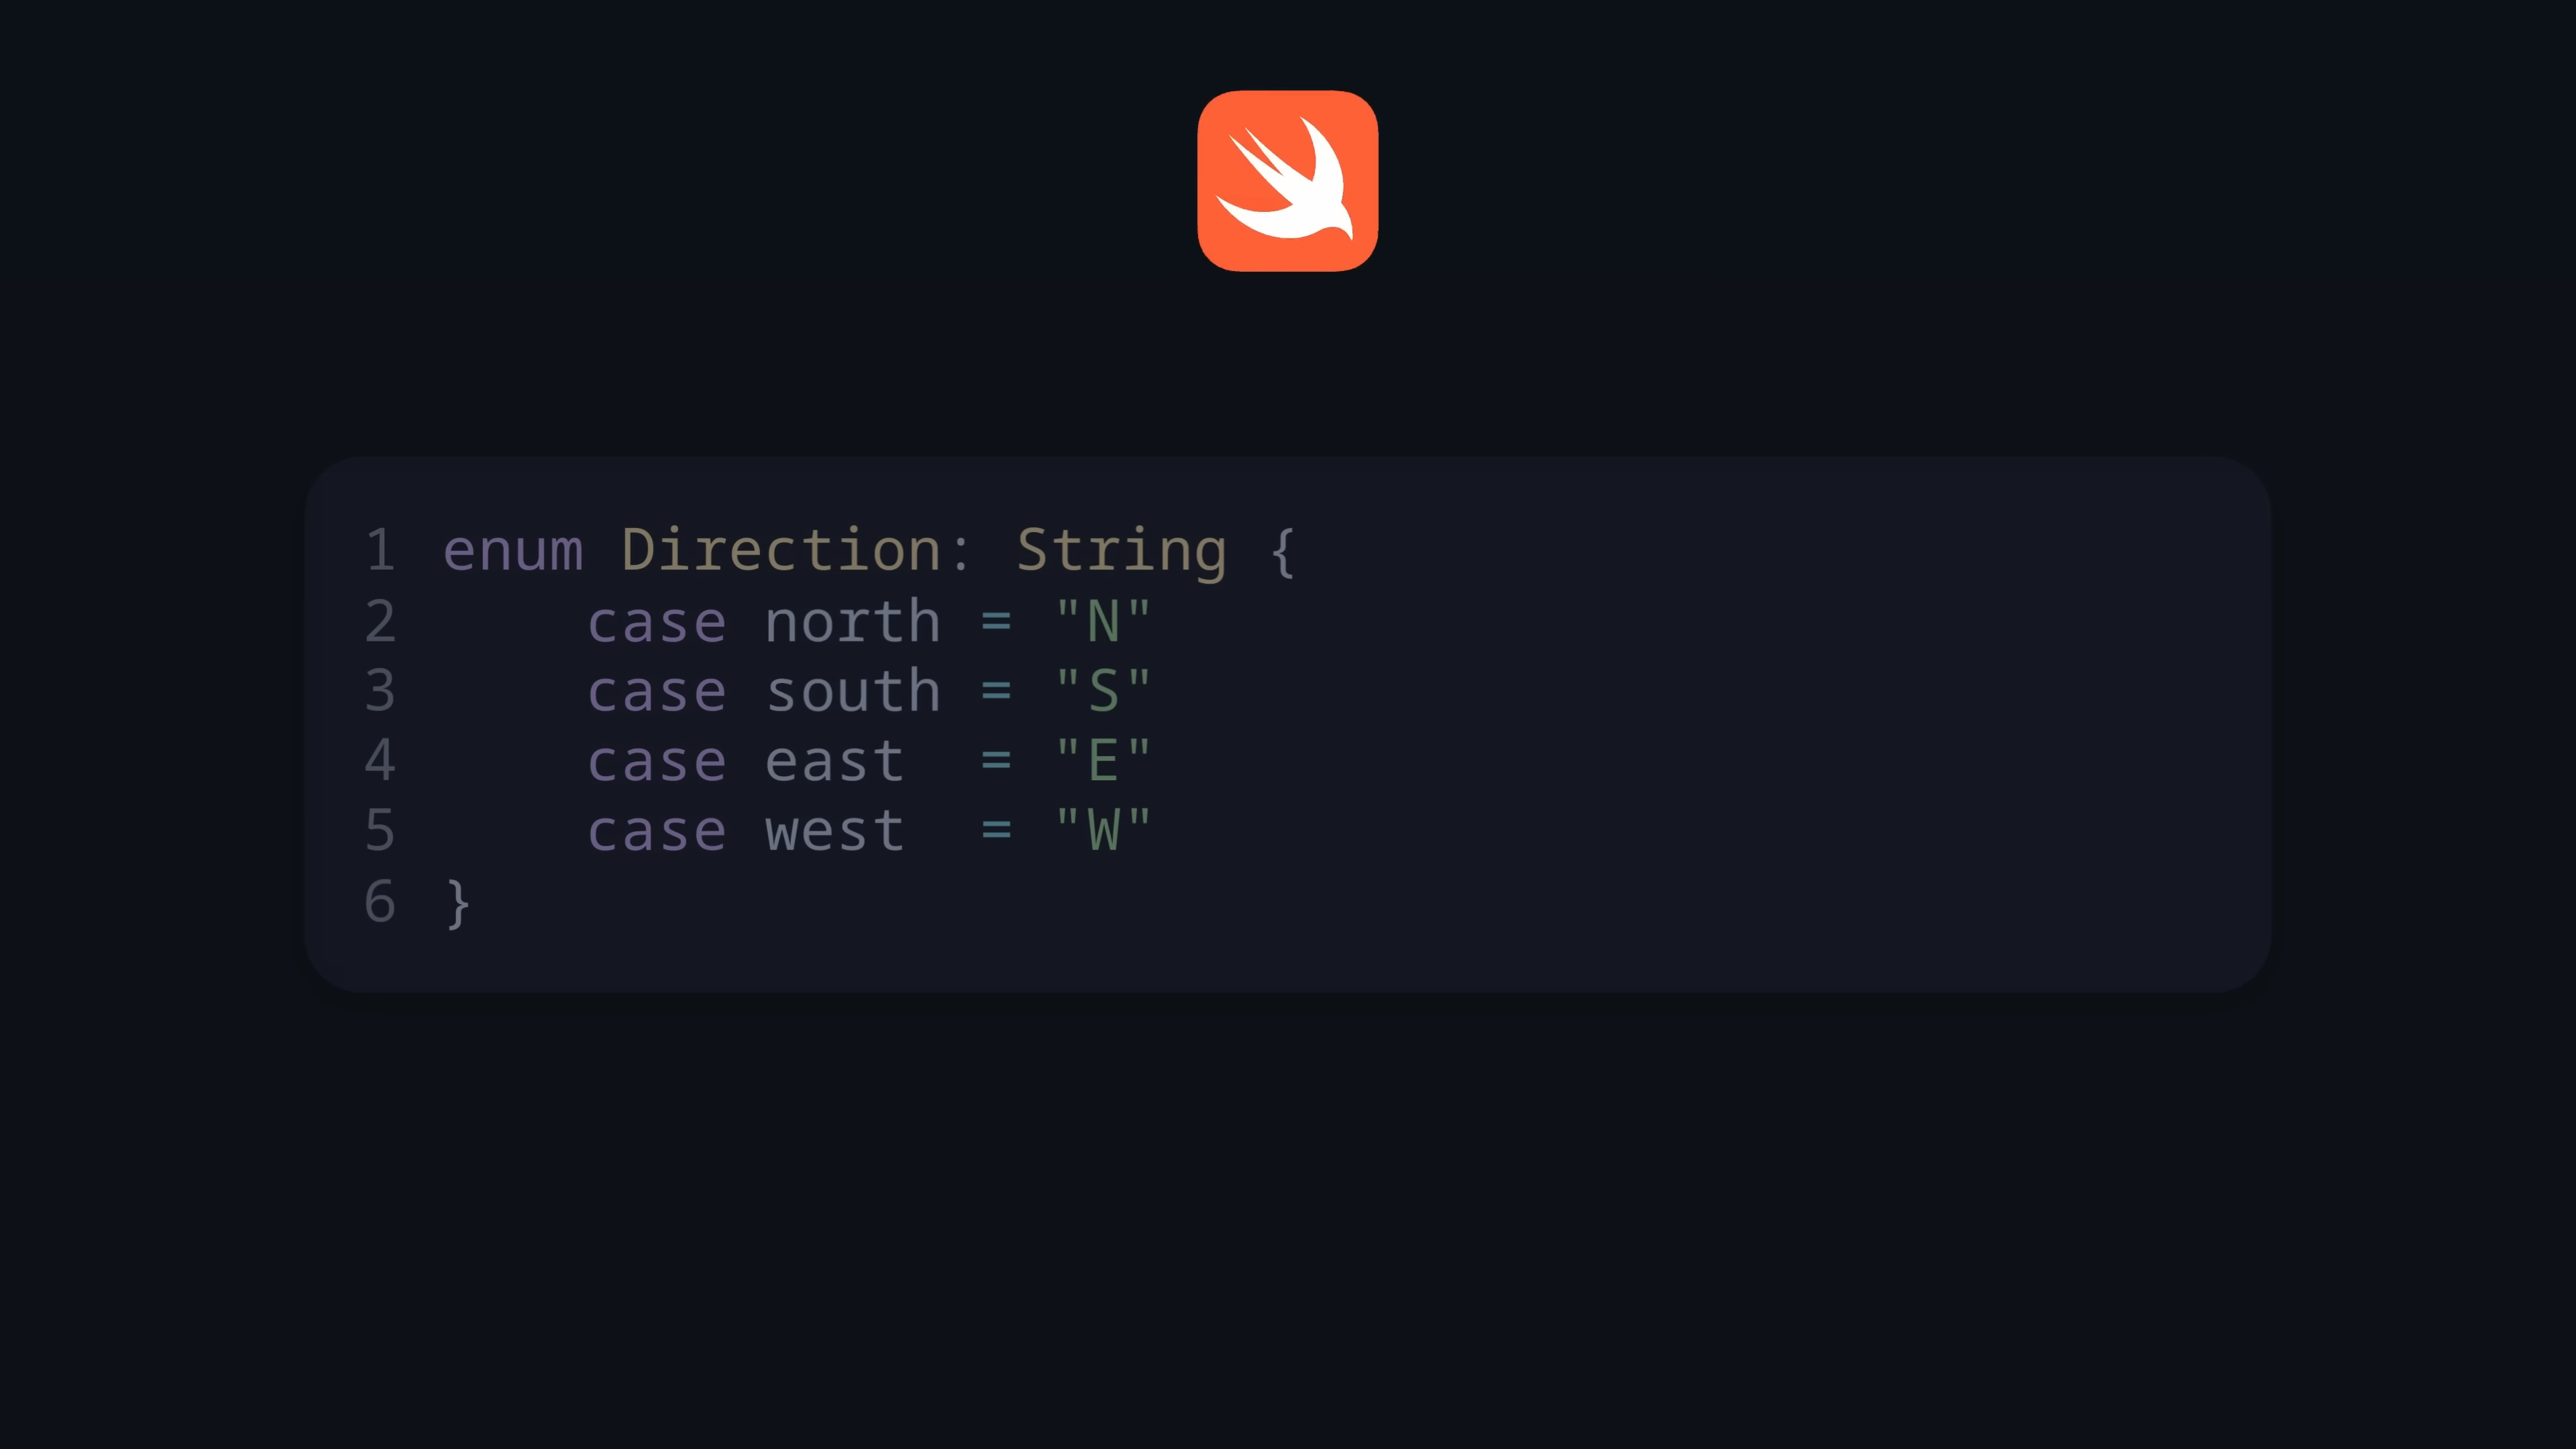 1 enum Direction: String {
2     case north = "N"
3     case south = "S"
4     case east  = "E"
5     case west  = "W"
6 }